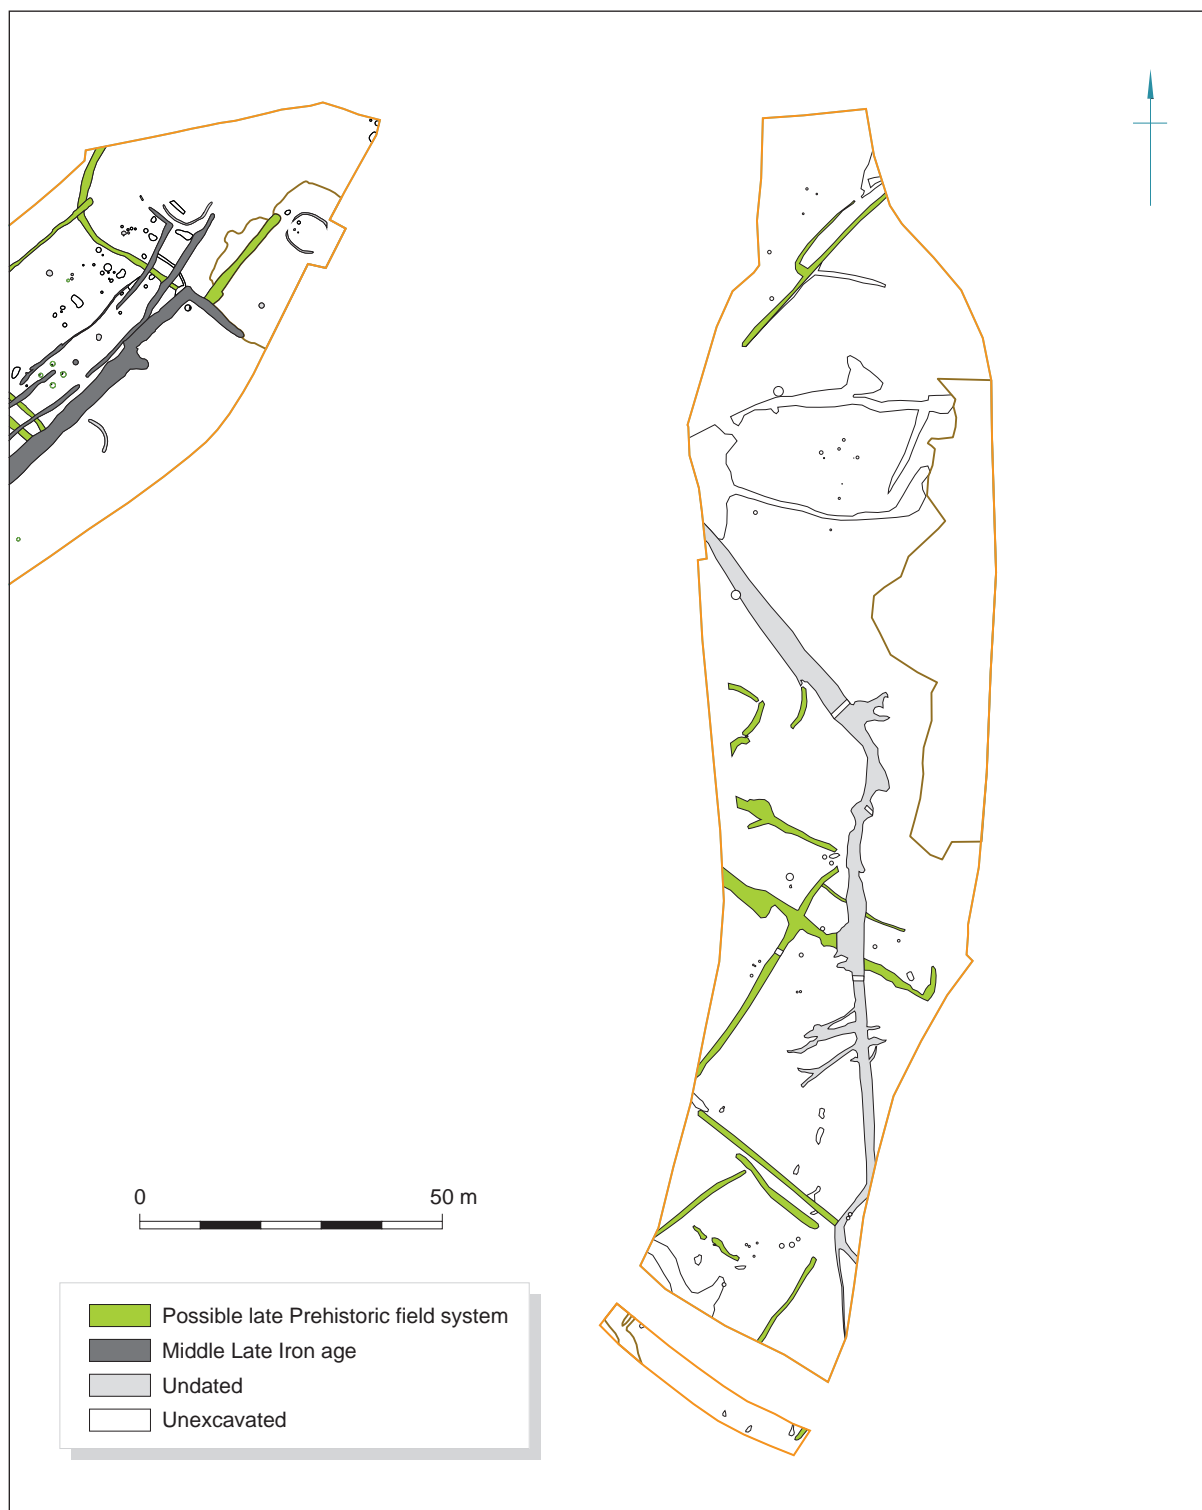 0 50 m
Possible late Prehistoric field system
Middle Late Iron age
Undated
Unexcavated